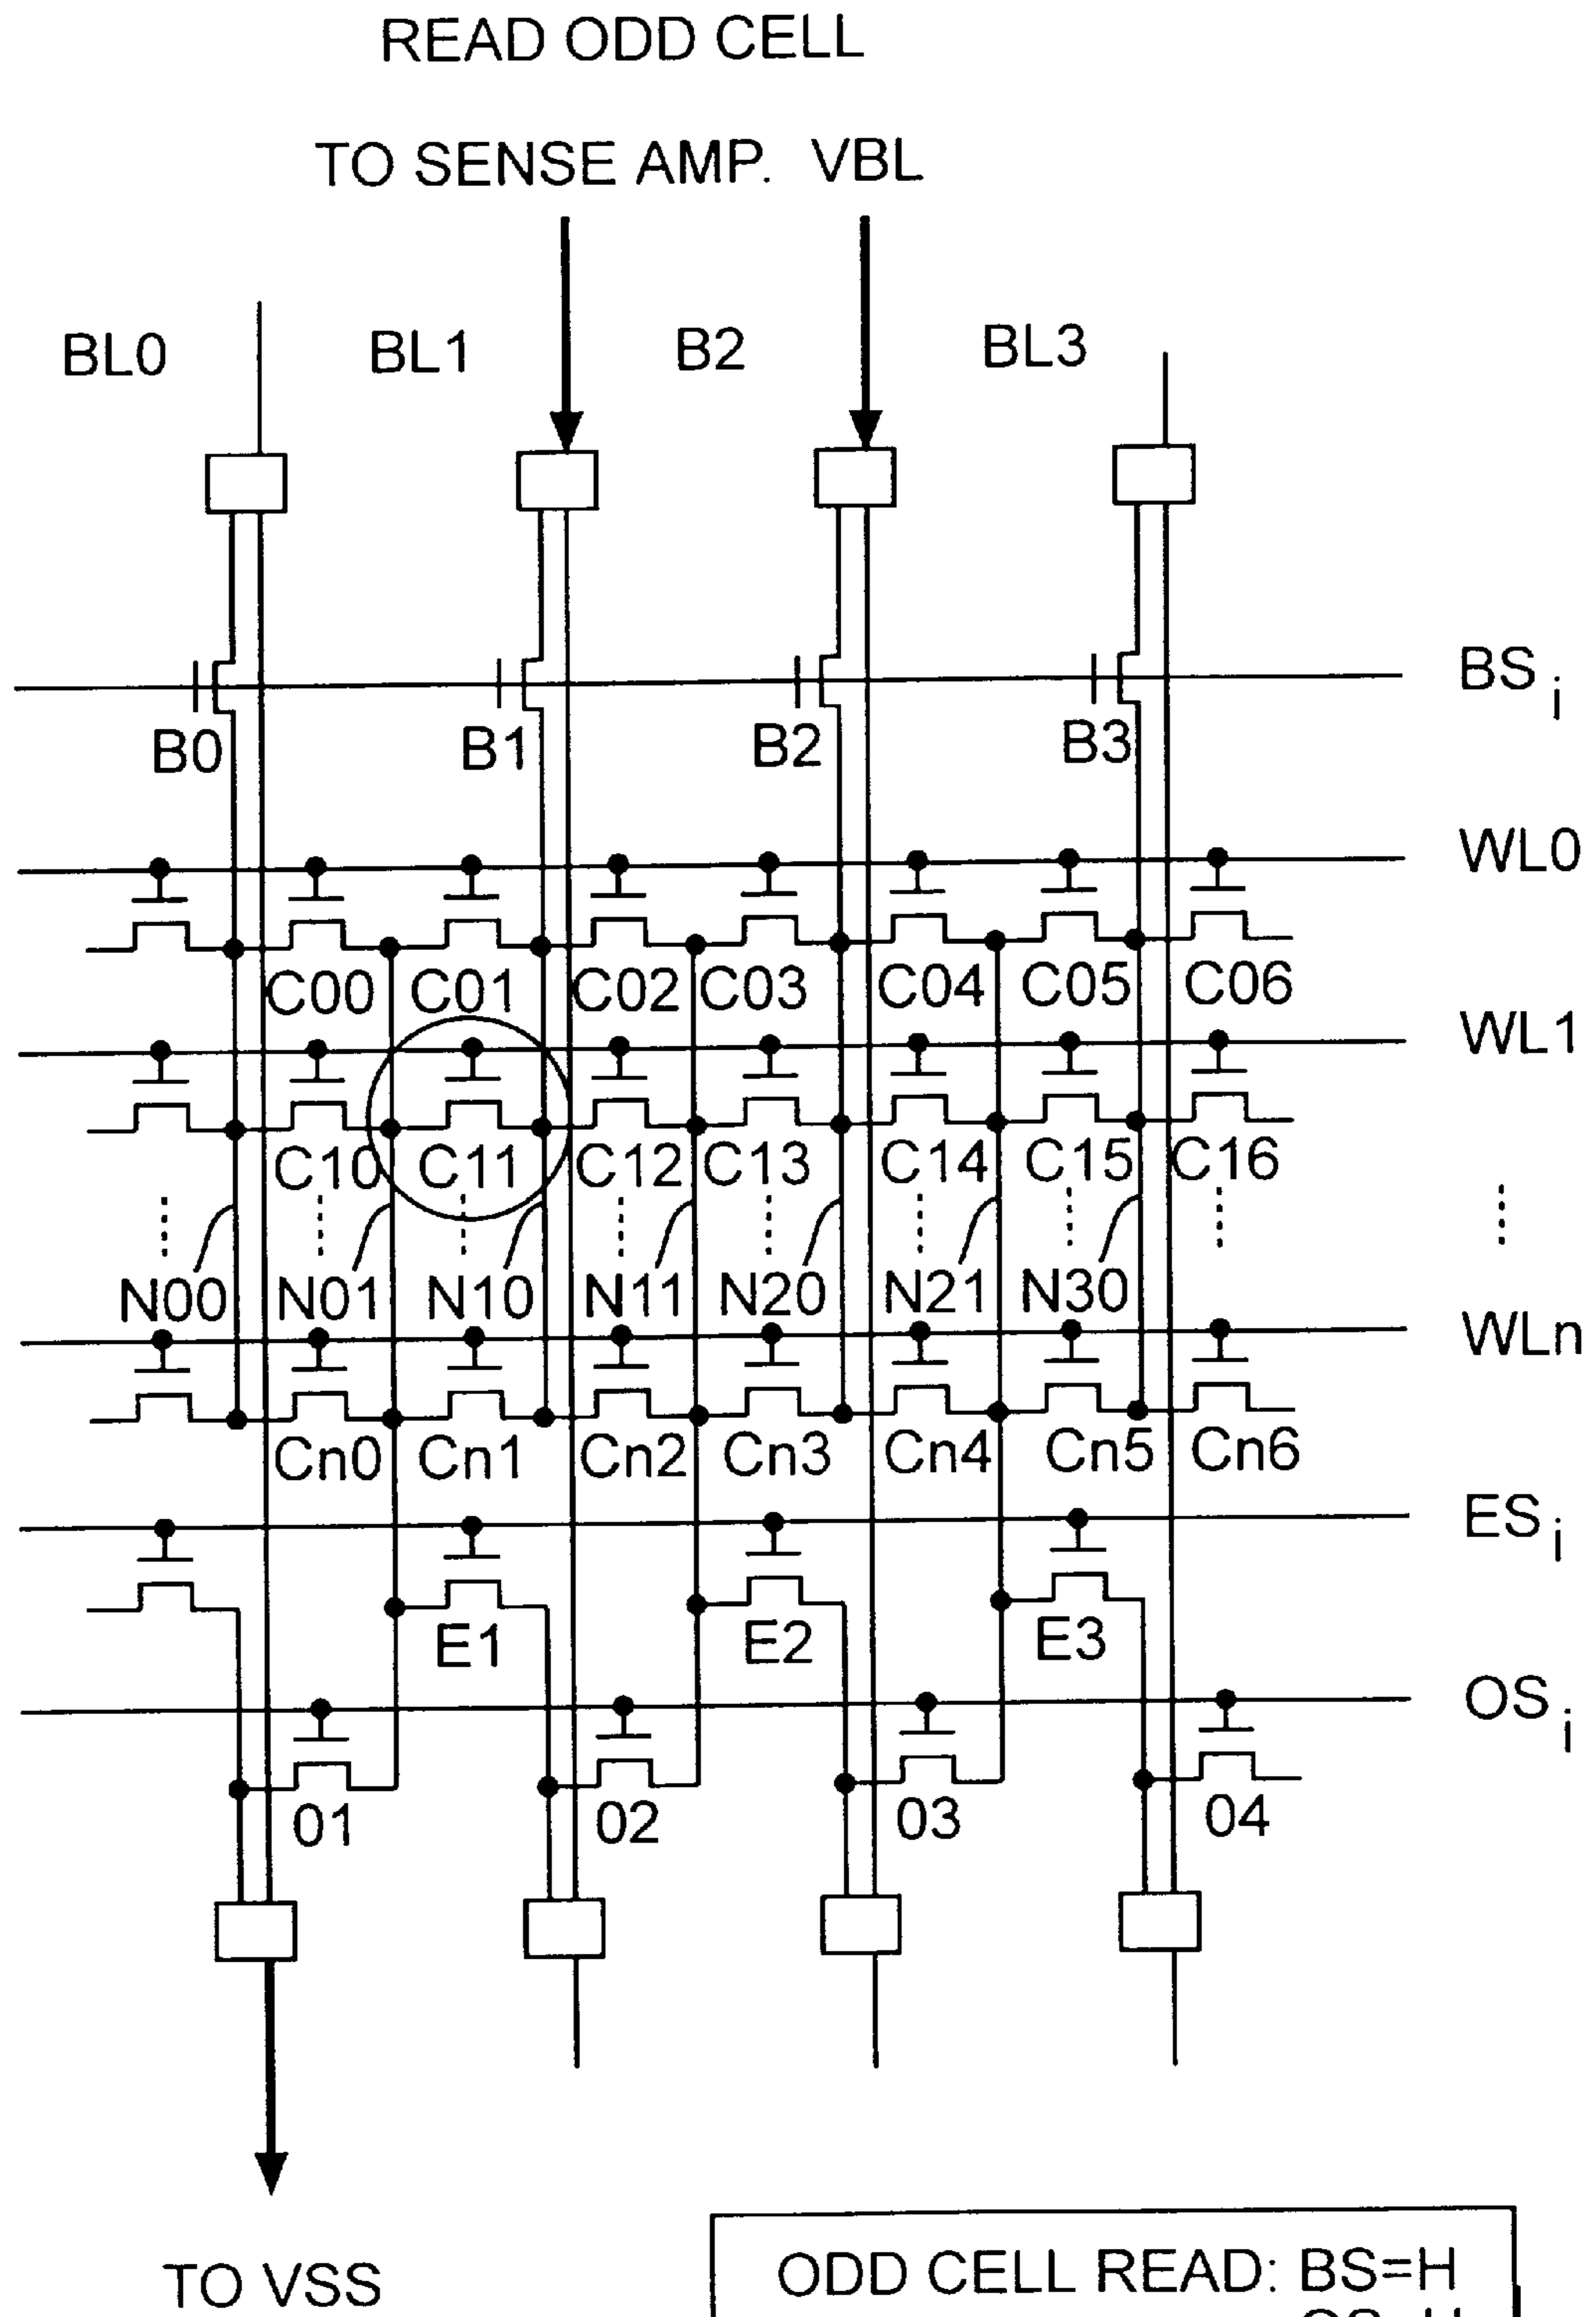 READ ODD CELL
TO SENSE AMP. VBL
BL0 BL1 B2 BL3
BS i
B0 B1 B2 B3
WL0
C00 C01 C02 C03 C04 C05 C06
WL1
C10 C11 C12 C13 C14 C15 C16
N00 N01 N10 N11 N20 N21 N30
WLn
Cn0 Cn1 Cn2 Cn3 Cn4 Cn5 Cn6
ES i
E1 E2 E3
OS i
01 02 03 04
TO VSS
ODD CELL READ: BS=H